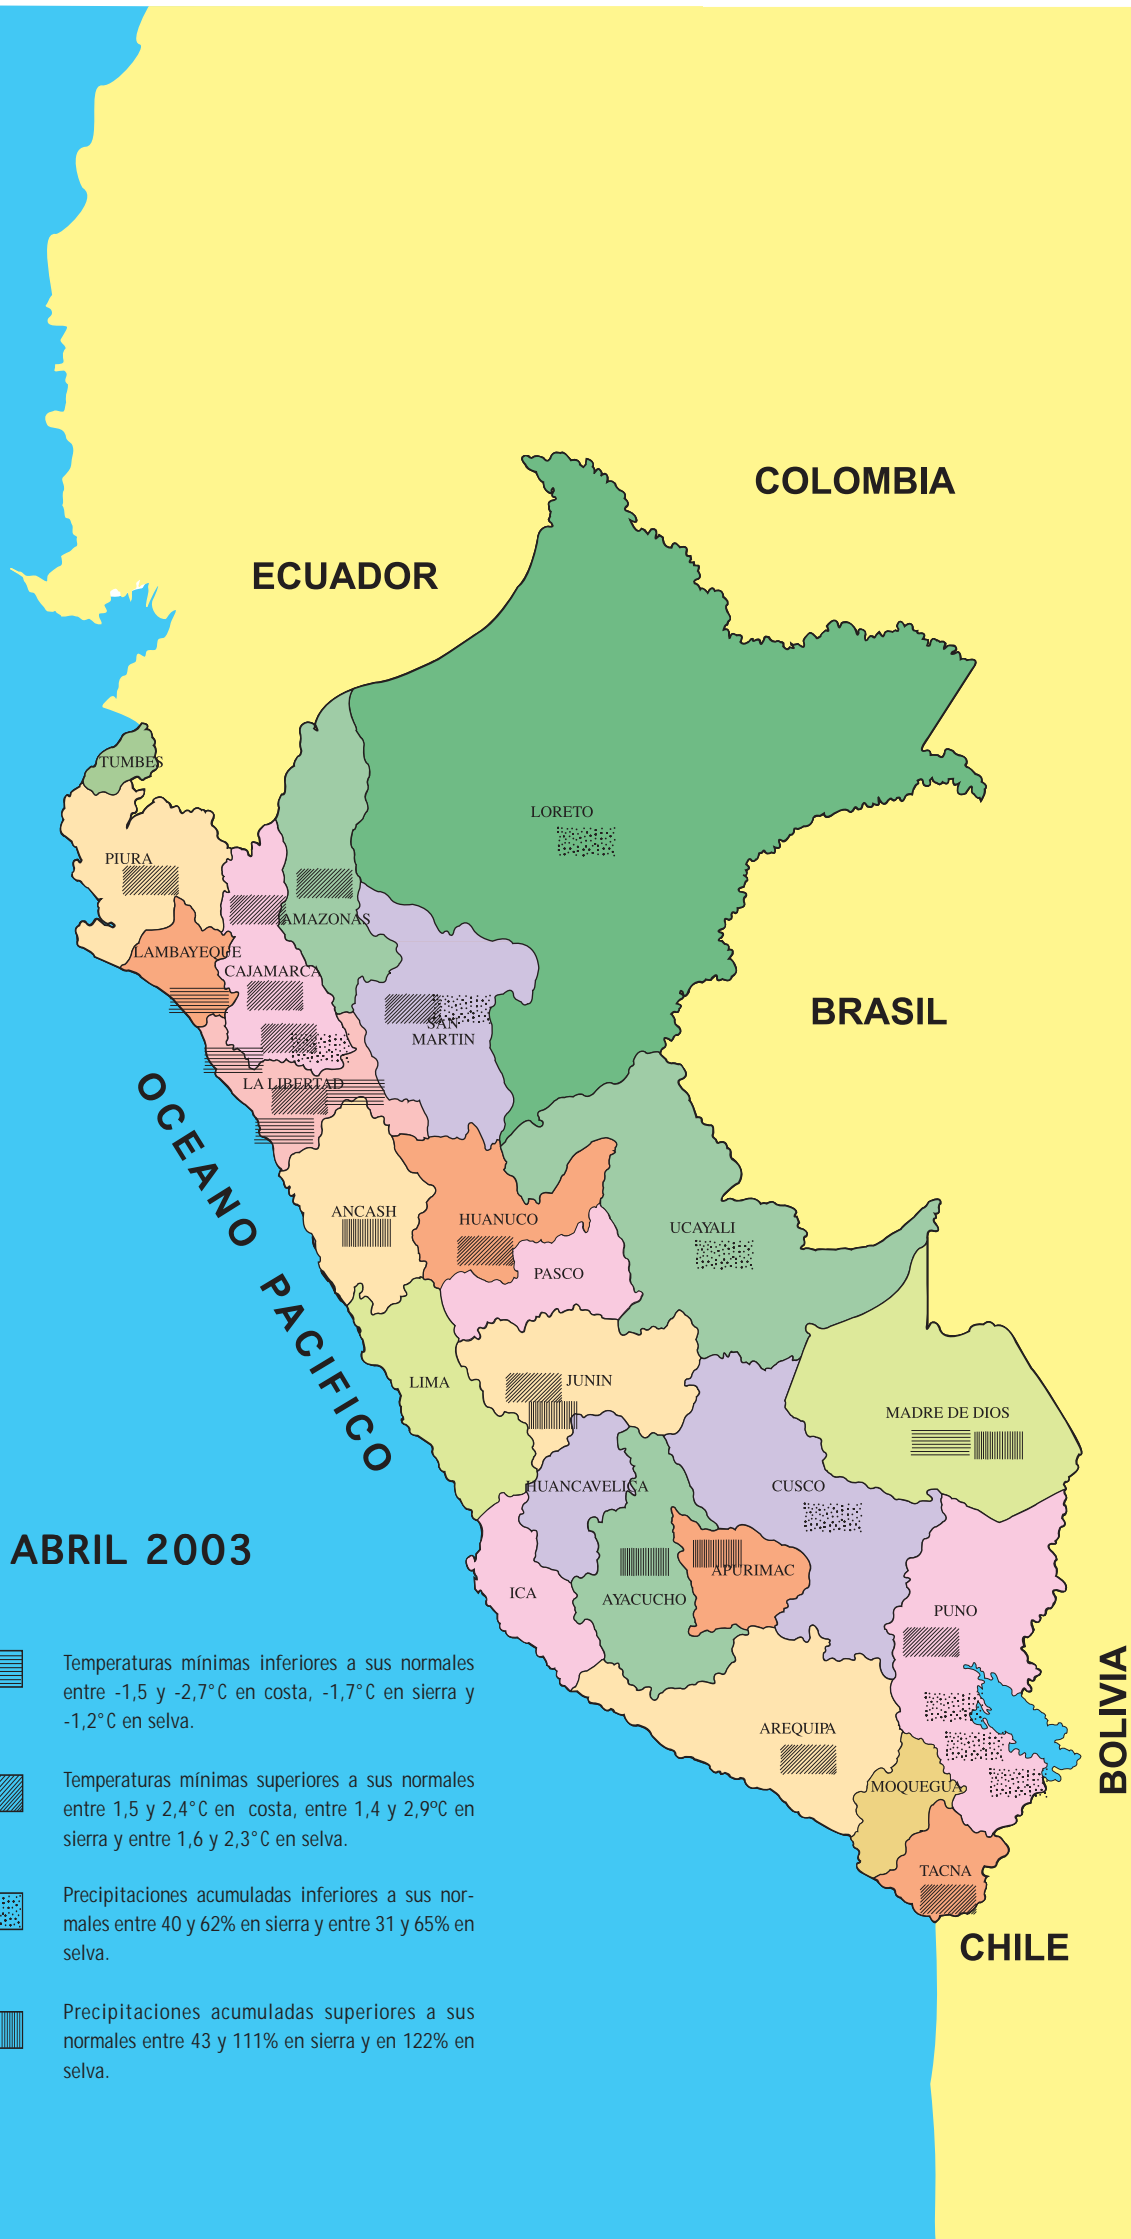 COLOMBIA
ECUADOR
TUMBES
LORETO
PIURA
AMAZONAS
LAMBAYEQUE
CAJAMARCA
BRASIL
SAN
MARTIN
LA LIBERTAD
OCEANO PACIFICO
ANCASH
HUANUCO
UCAYALI
PASCO
LIMA
JUNIN
MADRE DE DIOS
HUANCAVELICA
CUSCO
ABRIL 2003
APURIMAC
ICA
AYACUCHO
PUNO
BOLIVIA
AREQUIPA
MOQUEGUA
TACNA
CHILE
Temperaturas mínimas inferiores a sus normales
entre -1,5 y -2,7°C en costa, -1,7°C en sierra y
-1,2°C en selva.
Temperaturas mínimas superiores a sus normales
entre 1,5 y 2,4°C en costa, entre 1,4 y 2,9ºC en
sierra y entre 1,6 y 2,3°C en selva.
Precipitaciones acumuladas inferiores a sus nor-
males entre 40 y 62% en sierra y entre 31 y 65% en
selva.
Precipitaciones acumuladas superiores a sus
normales entre 43 y 111% en sierra y en 122% en
selva.